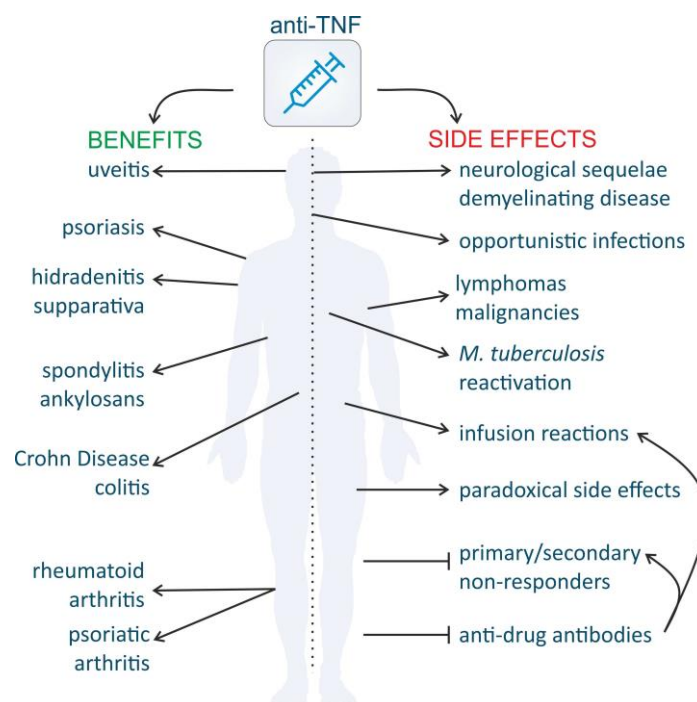 anti-TNF
BENEFITS
uveitis
psoriasis
hidradenitis
supparativa
spondylitis
ankylosans
Crohn Disease
colitis
rheumatoid
arthritis
psoriatic
arthritis
SIDE EFFECTS
neurological sequelae
demyelinating disease
opportunistic infections
lymphomas
malignancies
M. tuberculosis
reactivation
infusion reactions
paradoxical side effects
primary/secondary
non-responders
anti-drug antibodies